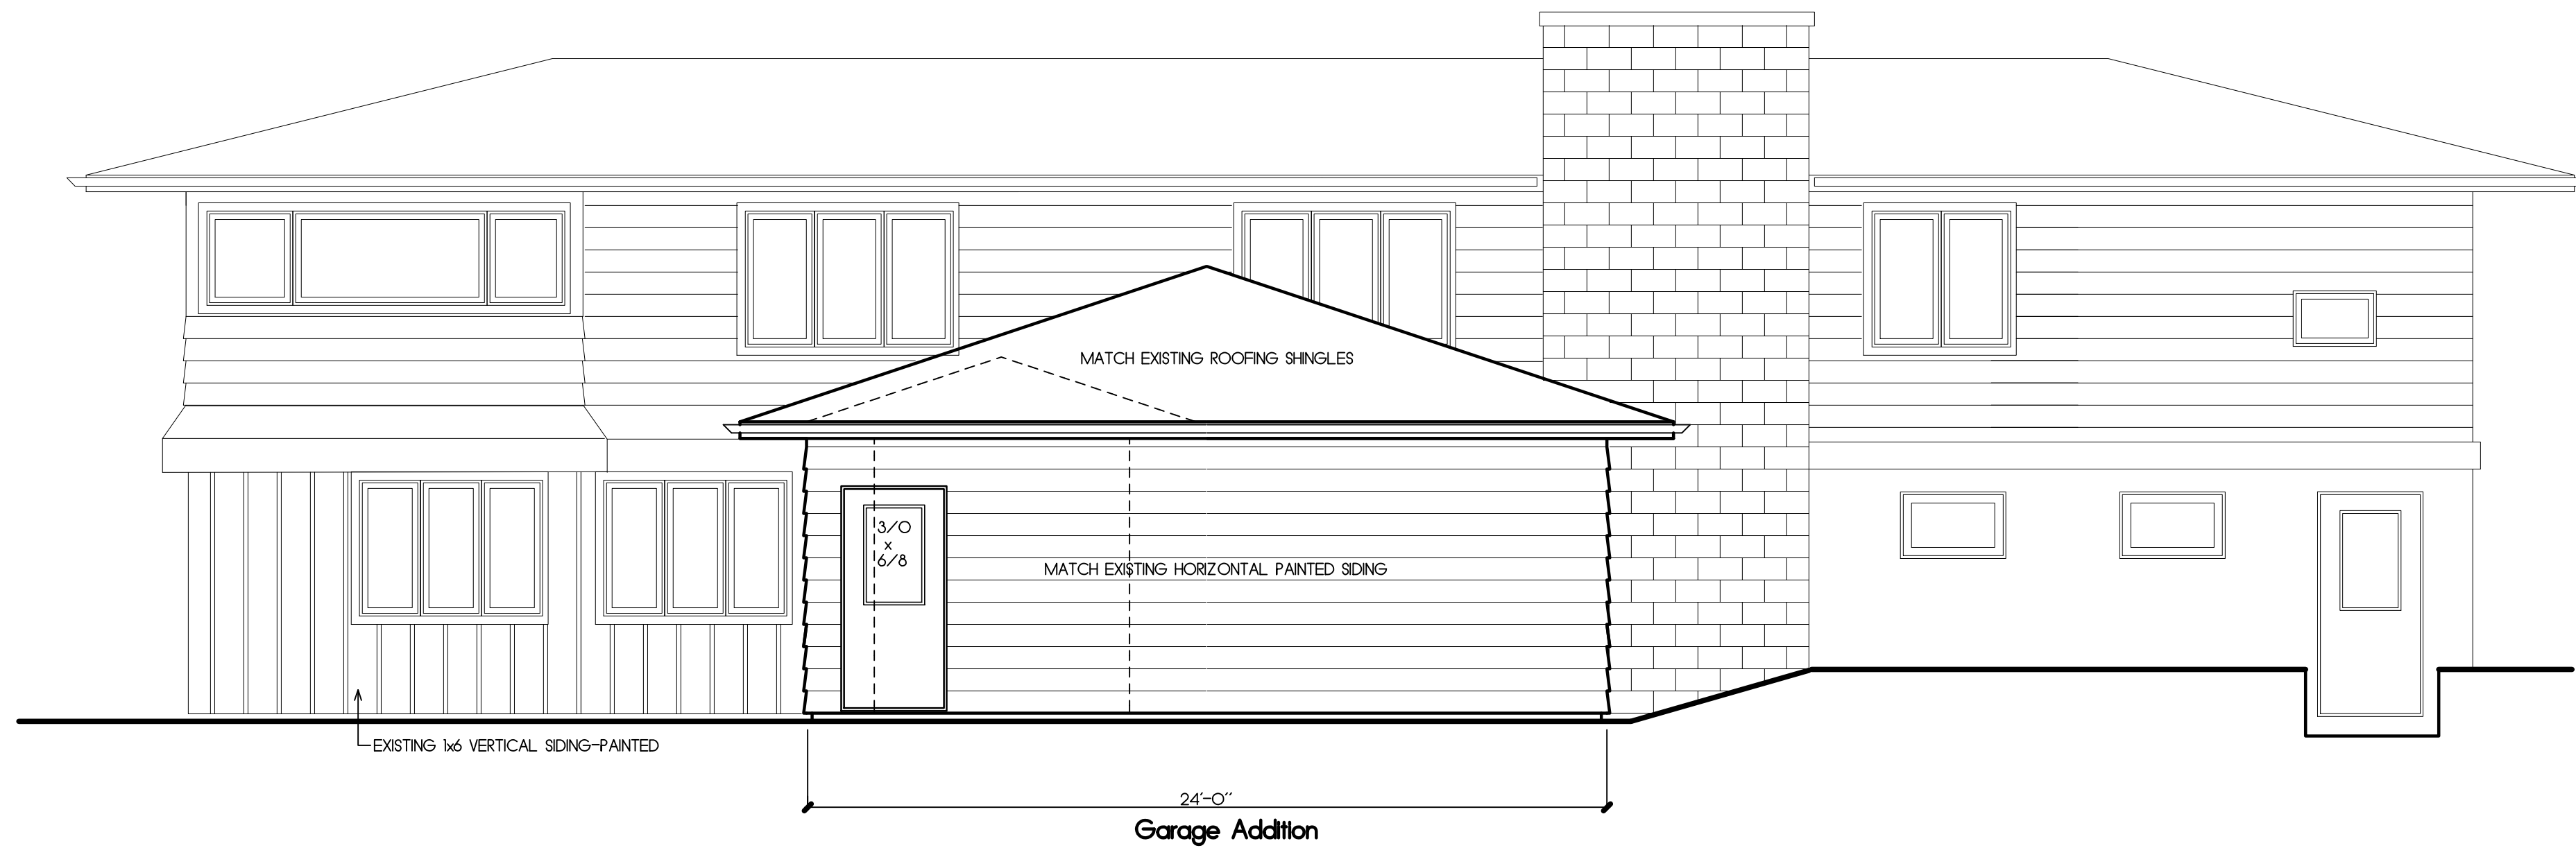 MATCH EXISTING ROOFING SHINGLES
3/0
x
6/8
MATCH EXISTING HORIZONTAL PAINTED SIDING
EXISTING 1x6 VERTICAL SIDING-PAINTED
24'-0"
Garage Addition